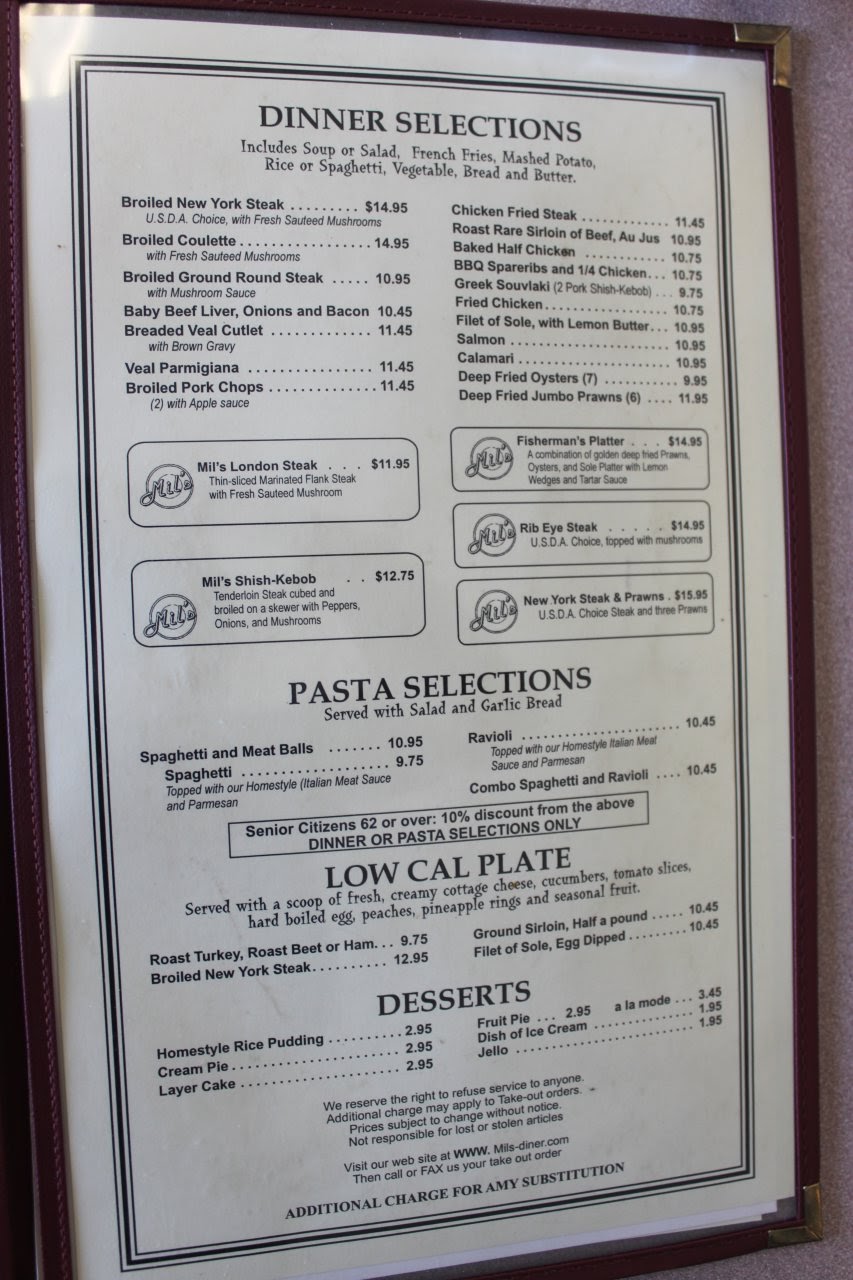 DINNER SELECTIONS
Includes Soup or Salad, French Fries, Mashed Potato,
Rice or Spaghetti, Vegetable, Bread and Butter.
Broiled New York Steak ......... $14.95
U.S.D.A. Choice, with Fresh Sauteed Mushrooms
Broiled Coulette ................. 14.95
with Fresh Sauteed Mushrooms
Broiled Ground Round Steak ..... 10.95
with Mushroom Sauce
Baby Beef Liver, Onions and Bacon 10.45
Breaded Veal Cutlet ............. 11.45
with Brown Gravy
Veal Parmigiana ................ 11.45
Broiled Pork Chops .............. 11.45
(2) with Apple sauce
Chicken Fried Steak ............ 11.45
Roast Rare Sirloin of Beef, Au Jus 10.95
Baked Half Chicken ........... 10.75
BBQ Spareribs and 1/4 Chicken... 10.75
Greek Souvlaki (2 Pork Shish-Kebob) ... 9.75
Fried Chicken ................. 10.75
Filet of Sole, with Lemon Butter... 10.95
Salmon ..................... 10.95
Calamari .................... 10.95
Deep Fried Oysters (7) ........... 9.95
Deep Fried Jumbo Prawns (6) .... 11.95
Mil's
Mil's London Steak . . . $11.95
Thin-sliced Marinated Flank Steak
with Fresh Sauteed Mushroom
Mil's
Mil's Shish-Kebob . . $12.75
Tenderloin Steak cubed and
broiled on a skewer with Peppers,
Onions, and Mushrooms
Mil's
Fisherman's Platter . . . $14.95
A combination of golden deep fried Prawns,
Oysters, and Sole Platter with Lemon
Wedges and Tartar Sauce
Mil's
Rib Eye Steak . . . . . $14.95
U.S.D.A. Choice, topped with mushrooms
Mil's
New York Steak & Prawns . $15.95
U.S.D.A. Choice Steak and three Prawns
PASTA SELECTIONS
Served with Salad and Garlic Bread
Spaghetti and Meat Balls ....... 10.95
Spaghetti .................. 9.75
Topped with our Homestyle (Italian Meat Sauce
and Parmesan
Ravioli ...................... 10.45
Topped with our Homestyle Italian Meat
Sauce and Parmesan
Combo Spaghetti and Ravioli .... 10.45
Senior Citizens 62 or over: 10% discount from the above
DINNER OR PASTA SELECTIONS ONLY
LOW CAL PLATE
Served with a scoop of fresh, creamy cottage cheese, cucumbers, tomato slices,
hard boiled egg, peaches, pineapple rings and seasonal fruit.
Roast Turkey, Roast Beef or Ham... 9.75
Broiled New York Steak.......... 12.95
Ground Sirloin, Half a pound ..... 10.45
Filet of Sole, Egg Dipped ......... 10.45
DESSERTS
Homestyle Rice Pudding .......... 2.95
Cream Pie ...................... 2.95
Layer Cake ..................... 2.95
Fruit Pie ... 2.95 a la mode ... 3.45
Dish of Ice Cream .............. 1.95
Jello .......................... 1.95
We reserve the right to refuse service to anyone.
Additional charge may apply to Take-out orders.
Prices subject to change without notice.
Not responsible for lost or stolen articles
Visit our web site at WWW. Mils-diner.com
Then call or FAX us your take out order
ADDITIONAL CHARGE FOR AMY SUBSTITUTION